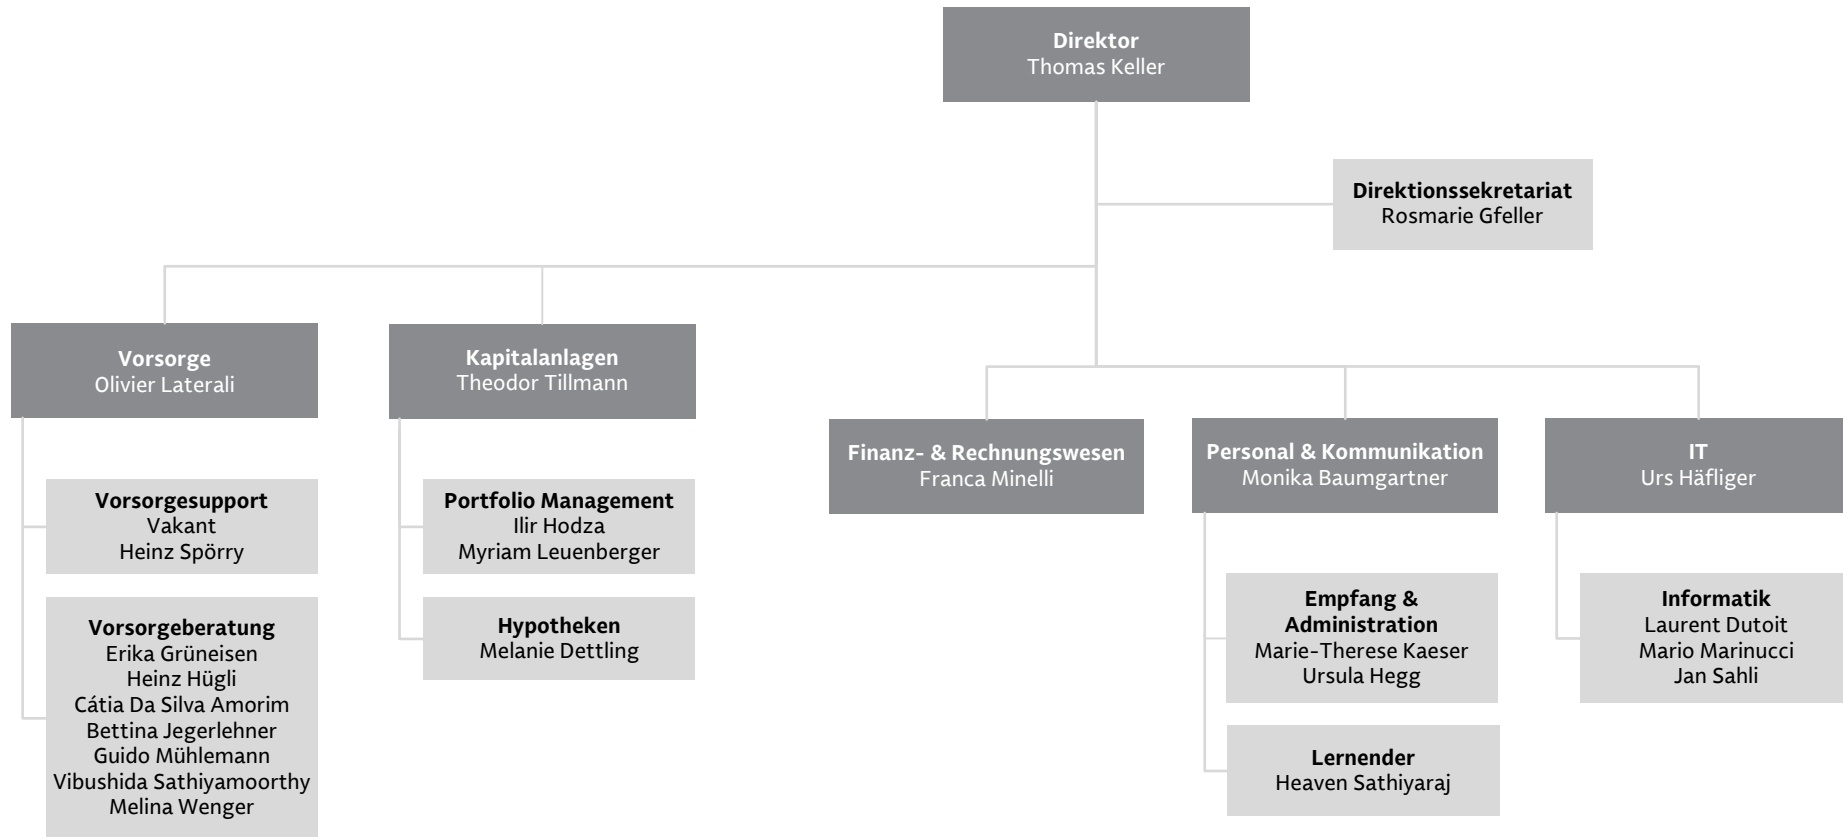 Direktor
Thomas Keller
Direktionssekretariat
Rosmarie Gfeller
Vorsorge
Olivier Laterali
Kapitalanlagen
Theodor Tillmann
Finanz- & Rechnungswesen
Franca Minelli
Personal & Kommunikation
Monika Baumgartner
IT
Urs Häfliger
Vorsorgesupport
Vakant
Heinz Spörry
Vorsorgeberatung
Erika Grüneisen
Heinz Hügli
Cátia Da Silva Amorim
Bettina Jegerlehner
Guido Mühlemann
Vibushida Sathiyamoorthy
Melina Wenger
Portfolio Management
Ilir Hodza
Myriam Leuenberger
Hypotheken
Melanie Dettling
Empfang &
Administration
Marie-Therese Kaeser
Ursula Hegg
Lernender
Heaven Sathiyaraj
Informatik
Laurent Dutoit
Mario Marinucci
Jan Sahli